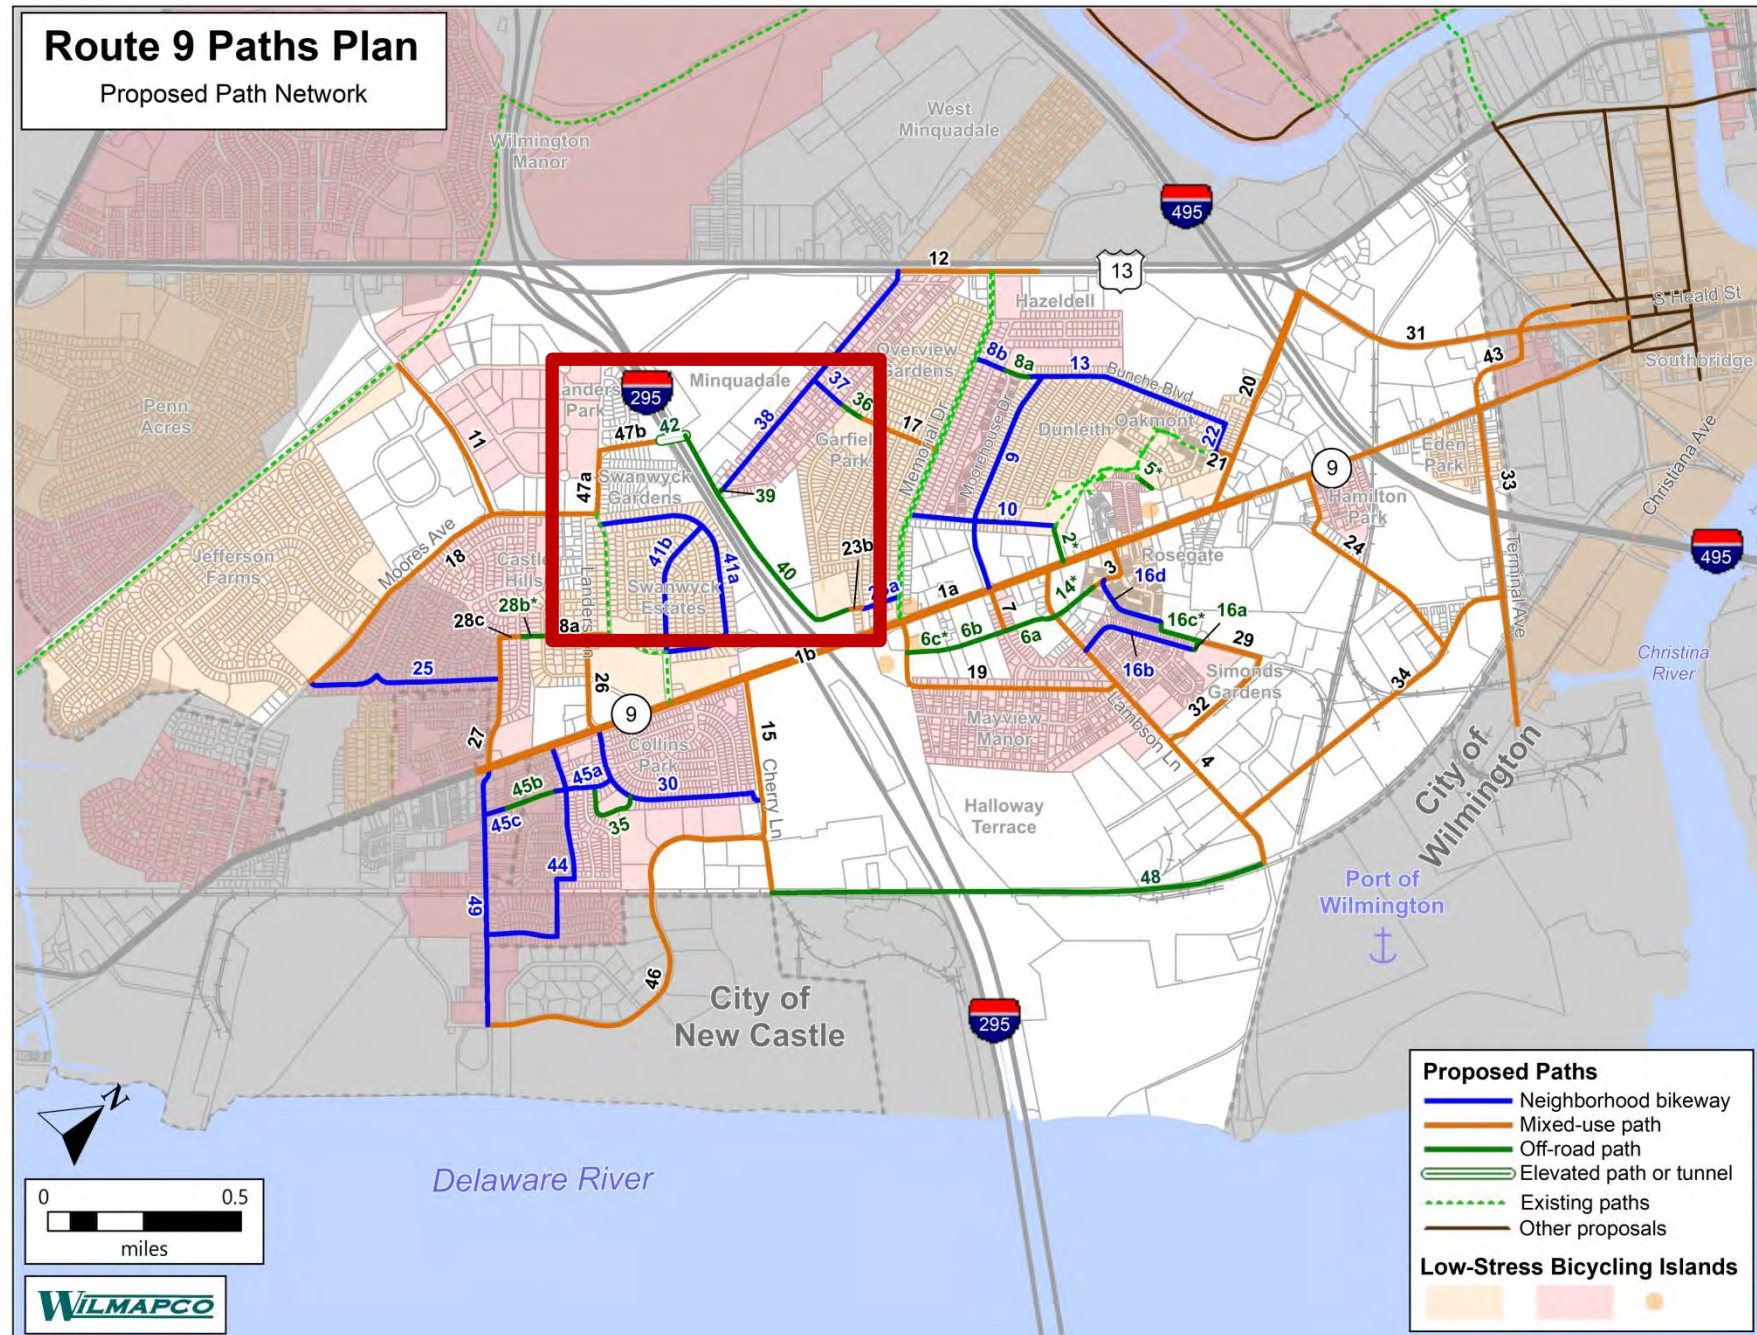 Route 9 Paths Plan
Proposed Path Network
West
Minquadale
Wilmington
Manor
495
13
12
Hazeldell
S Heald St
31
43
Southbridge
Overview
Gardens
8b
8a
13
Bunche Blvd
20
Landers
Park
295
Minquadale
37
36
38
17
Garfiel
Park
Memorial Dr
Moorehouse Dr
Dunleith
Oakmont
22
21
5*
9
Penn
Acres
11
47b
42
47a
Swanwyck
Gardens
39
10
2*
9
Eden
Park
33
Christiana Ave
Hamilton
Park
24
Terminal Ave
495
Jefferson
Farms
Moores Ave
18
Castle
Hills
41b
41a
Swanwyck
Estates
40
23b
1a
Rosegate
3
14*
16d
7
28b*
28c
8a
6c*
6b
6a
16c*
16a
29
16b
Simonds
Gardens
Christina
River
25
1b
26
9
19
Mayview
Manor
Lambson Ln
32
34
4
27
Collins
Park
15
Cherry Ln
45b
45a
45c
30
35
Halloway
Terrace
44
49
48
46
City of
Wilmington
Port of
Wilmington
City of
New Castle
295
N
Delaware River
0 0.5
miles
WILMAPCO
Proposed Paths
Neighborhood bikeway
Mixed-use path
Off-road path
Elevated path or tunnel
Existing paths
Other proposals
Low-Stress Bicycling Islands